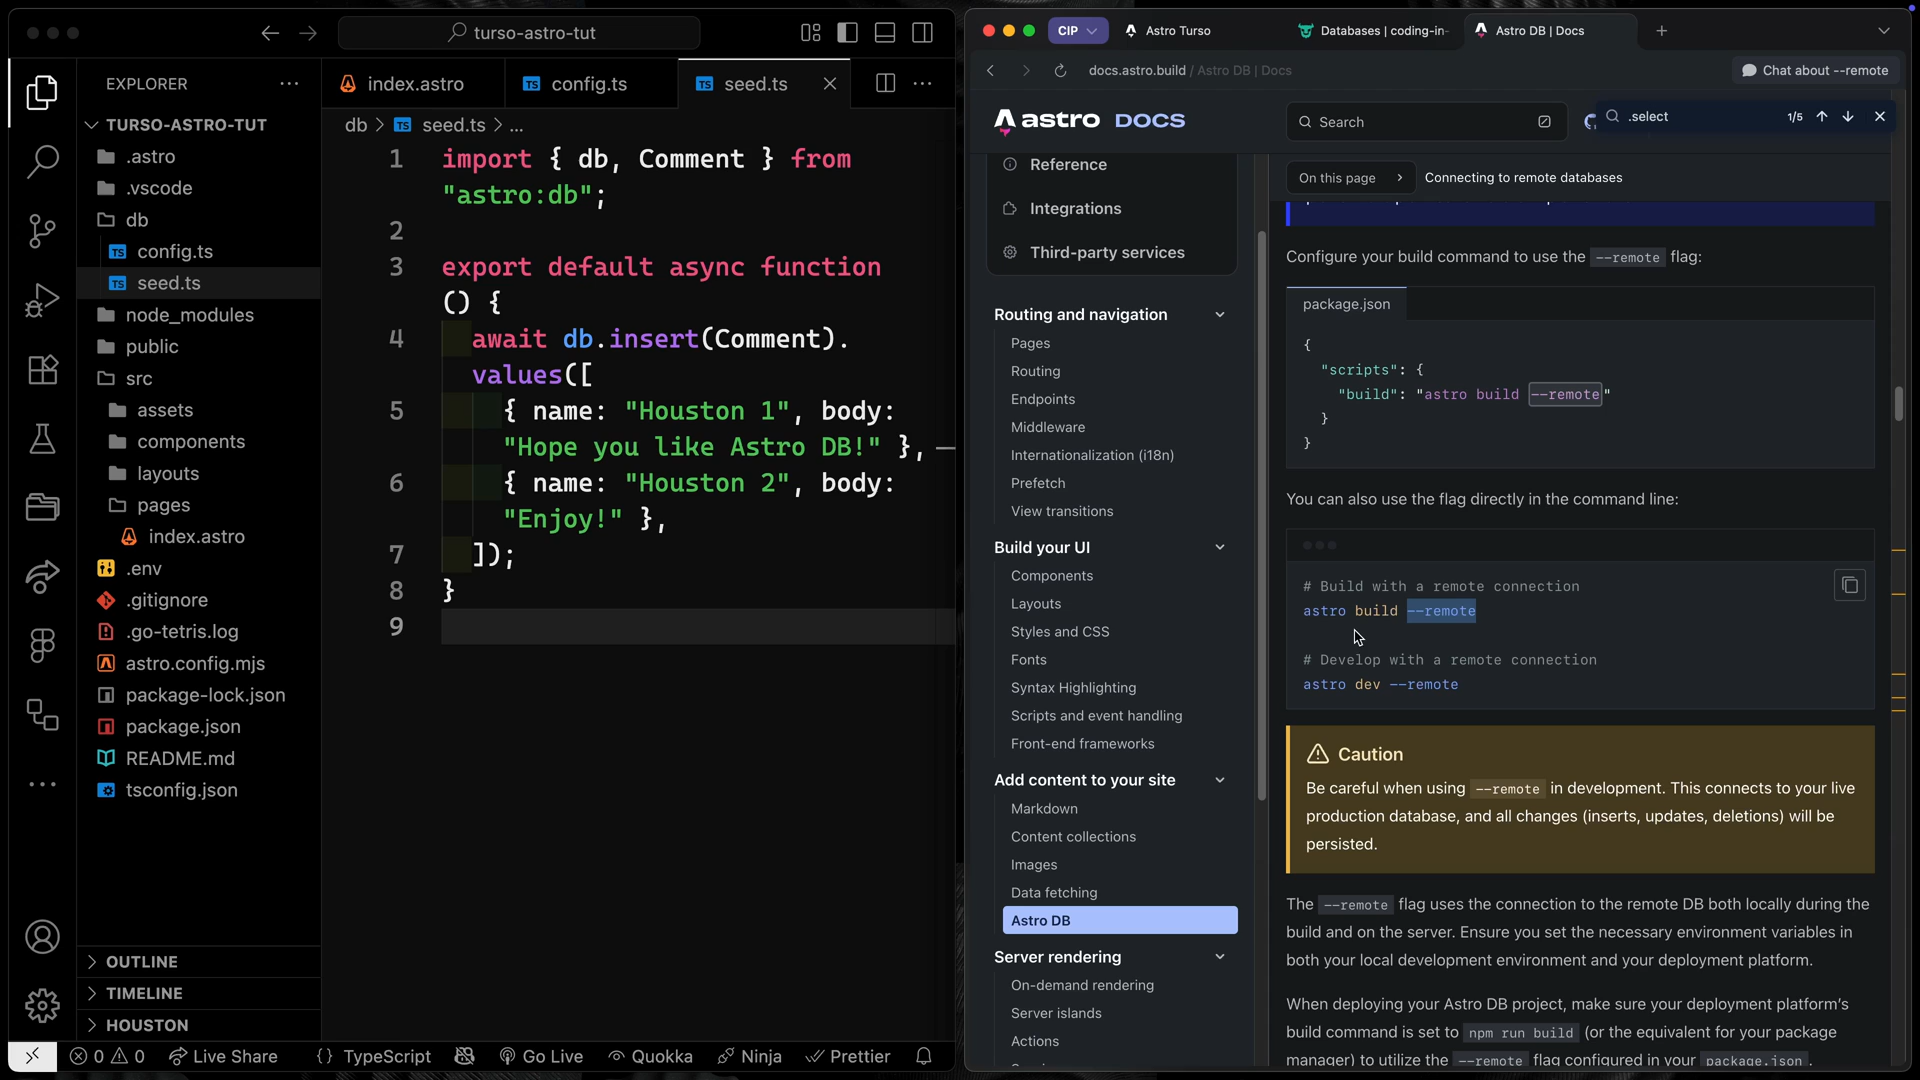 turso-astro-tut
EXPLORER
TURSO-ASTRO-TUT
.astro
.vscode
db
config.ts
seed.ts
node_modules
public
src
assets
components
layouts
pages
index.astro
.env
.gitignore
.go-tetris.log
astro.config.mjs
package-lock.json
package.json
README.md
tsconfig.json
OUTLINE
TIMELINE
HOUSTON
index.astro
config.ts
seed.ts
db > seed.ts > ...
1 import { db, Comment } from
"astro:db";
2
3 export default async function
() {
4 await db.insert(Comment).
values([
5 { name: "Houston 1", body:
"Hope you like Astro DB!" },
6 { name: "Houston 2", body:
"Enjoy!" },
7 ]);
8 }
9
0 0 Live Share {} TypeScript Go Live Quokka Ninja Prettier
CIP
Astro Turso
Databases | coding-in-
Astro DB | Docs
docs.astro.build / Astro DB | Docs
Chat about --remote
astro DOCS
Search
.select
1/5
Reference
Integrations
Third-party services
Routing and navigation
Pages
Routing
Endpoints
Middleware
Internationalization (i18n)
Prefetch
View transitions
Build your UI
Components
Layouts
Styles and CSS
Fonts
Syntax Highlighting
Scripts and event handling
Front-end frameworks
Add content to your site
Markdown
Content collections
Images
Data fetching
Astro DB
Server rendering
On-demand rendering
Server islands
Actions
On this page > Connecting to remote databases
Configure your build command to use the --remote flag:
package.json
{
"scripts": {
"build": "astro build --remote"
}
}
You can also use the flag directly in the command line:
# Build with a remote connection
astro build --remote
# Develop with a remote connection
astro dev --remote
Caution
Be careful when using --remote in development. This connects to your live
production database, and all changes (inserts, updates, deletions) will be
persisted.
The --remote flag uses the connection to the remote DB both locally during the
build and on the server. Ensure you set the necessary environment variables in
both your local development environment and your deployment platform.
When deploying your Astro DB project, make sure your deployment platform's
build command is set to npm run build (or the equivalent for your package
manager) to utilize the --remote flag configured in your package.json.